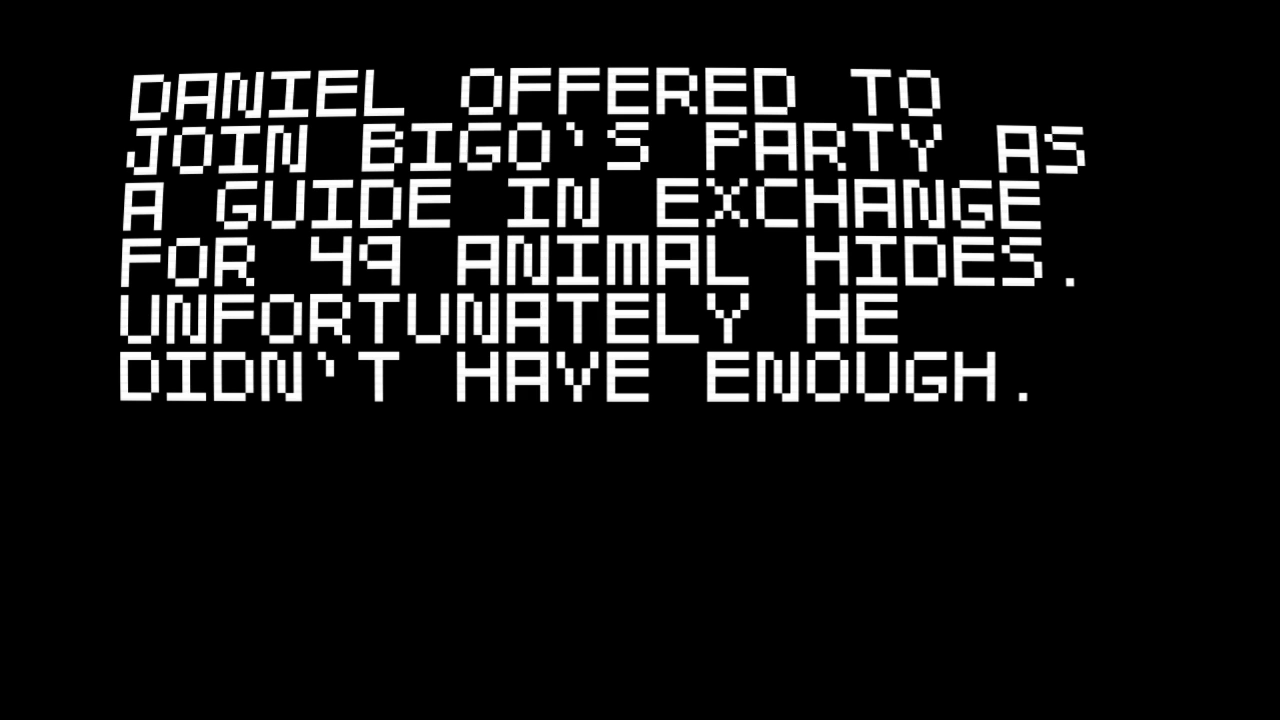 DANIEL OFFERED TO
JOIN BIGO'S PARTY AS
A GUIDE IN EXCHANGE
FOR 49 ANIMAL HIDES.
UNFORTUNATELY HE
DIDN'T HAVE ENOUGH.